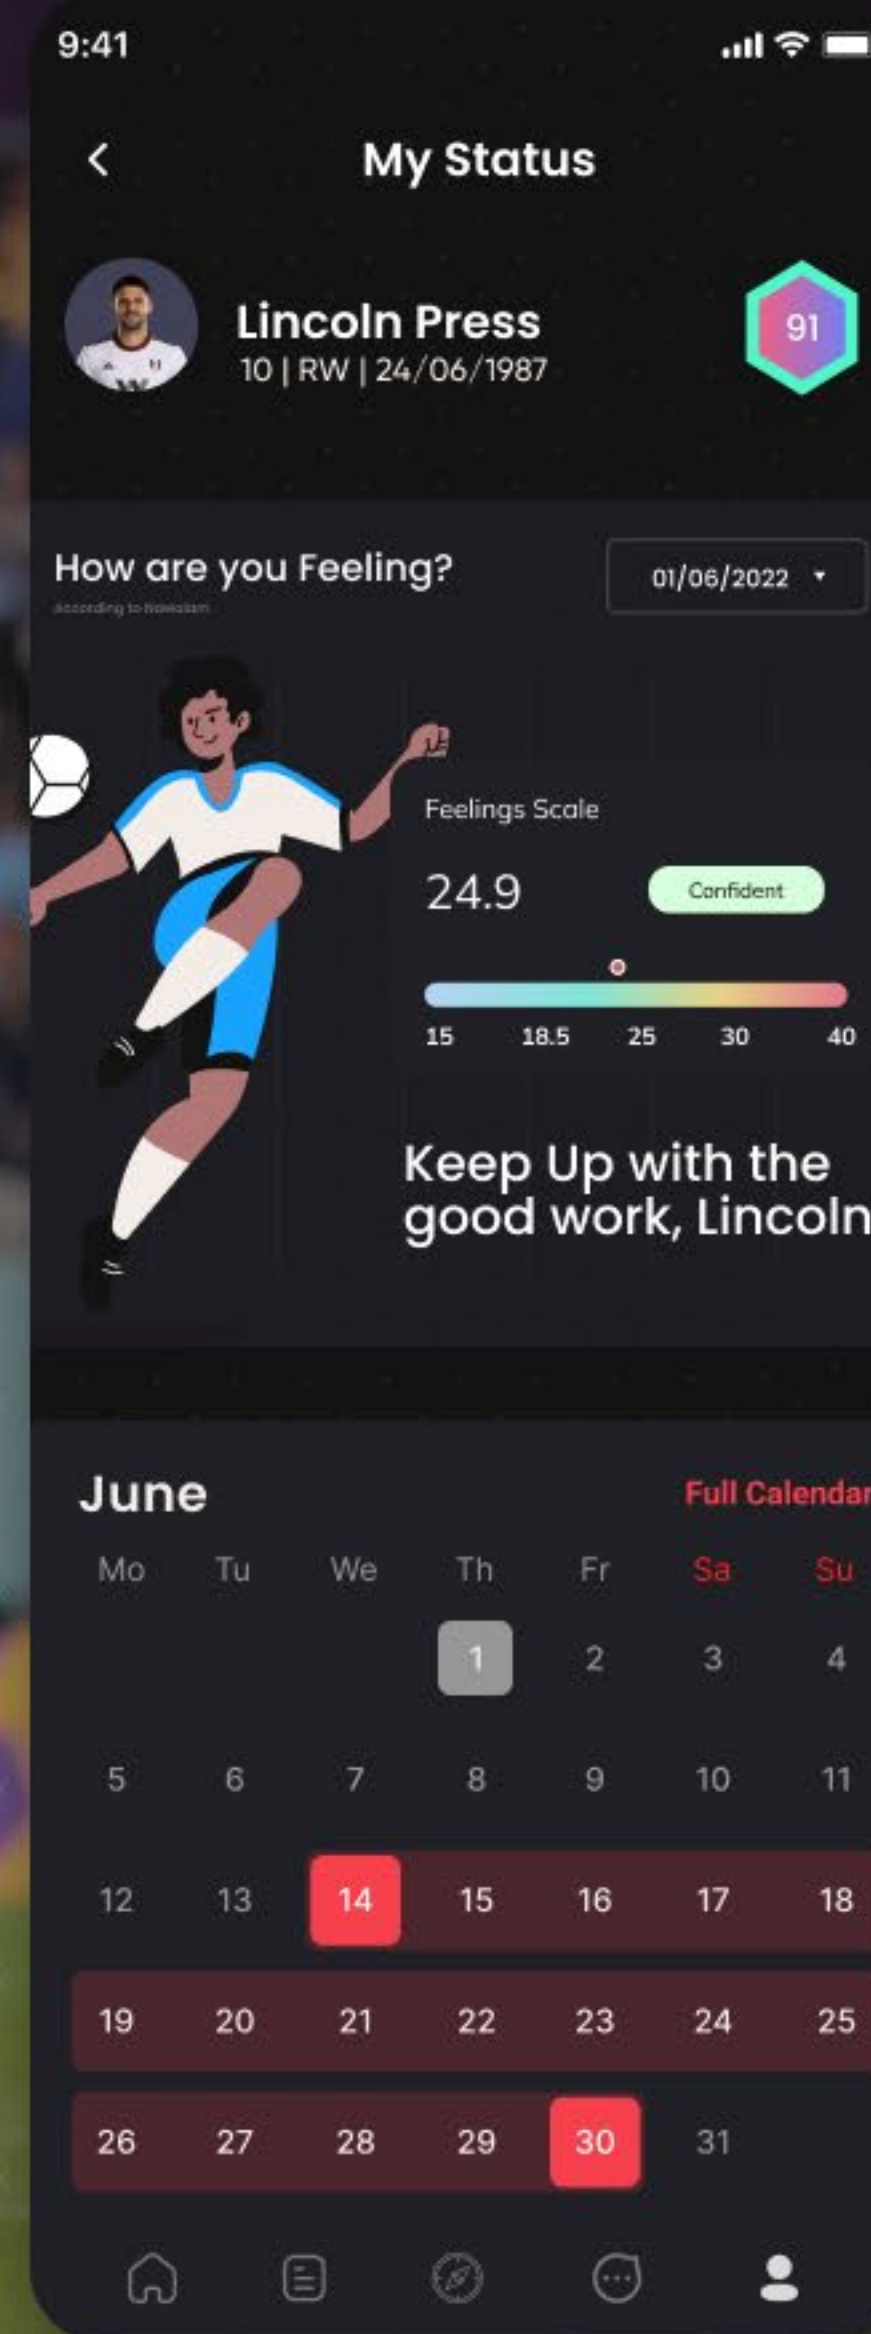 9:41
My Status
Lincoln Press
91
10 | RW | 24/06/1987
How are you Feeling?
01/06/2022
According to
Feelings Scale
24.9
Confident
15 18.5 25 30 40
Keep Up with the
good work, Lincoln
June
Full Calendar
Mo Tu We Th Fr Sa Su
1 2 3 4
5 6 7 8 9 10 11
12 13 14 15 16 17 18
19 20 21 22 23 24 25
26 27 28 29 30 31